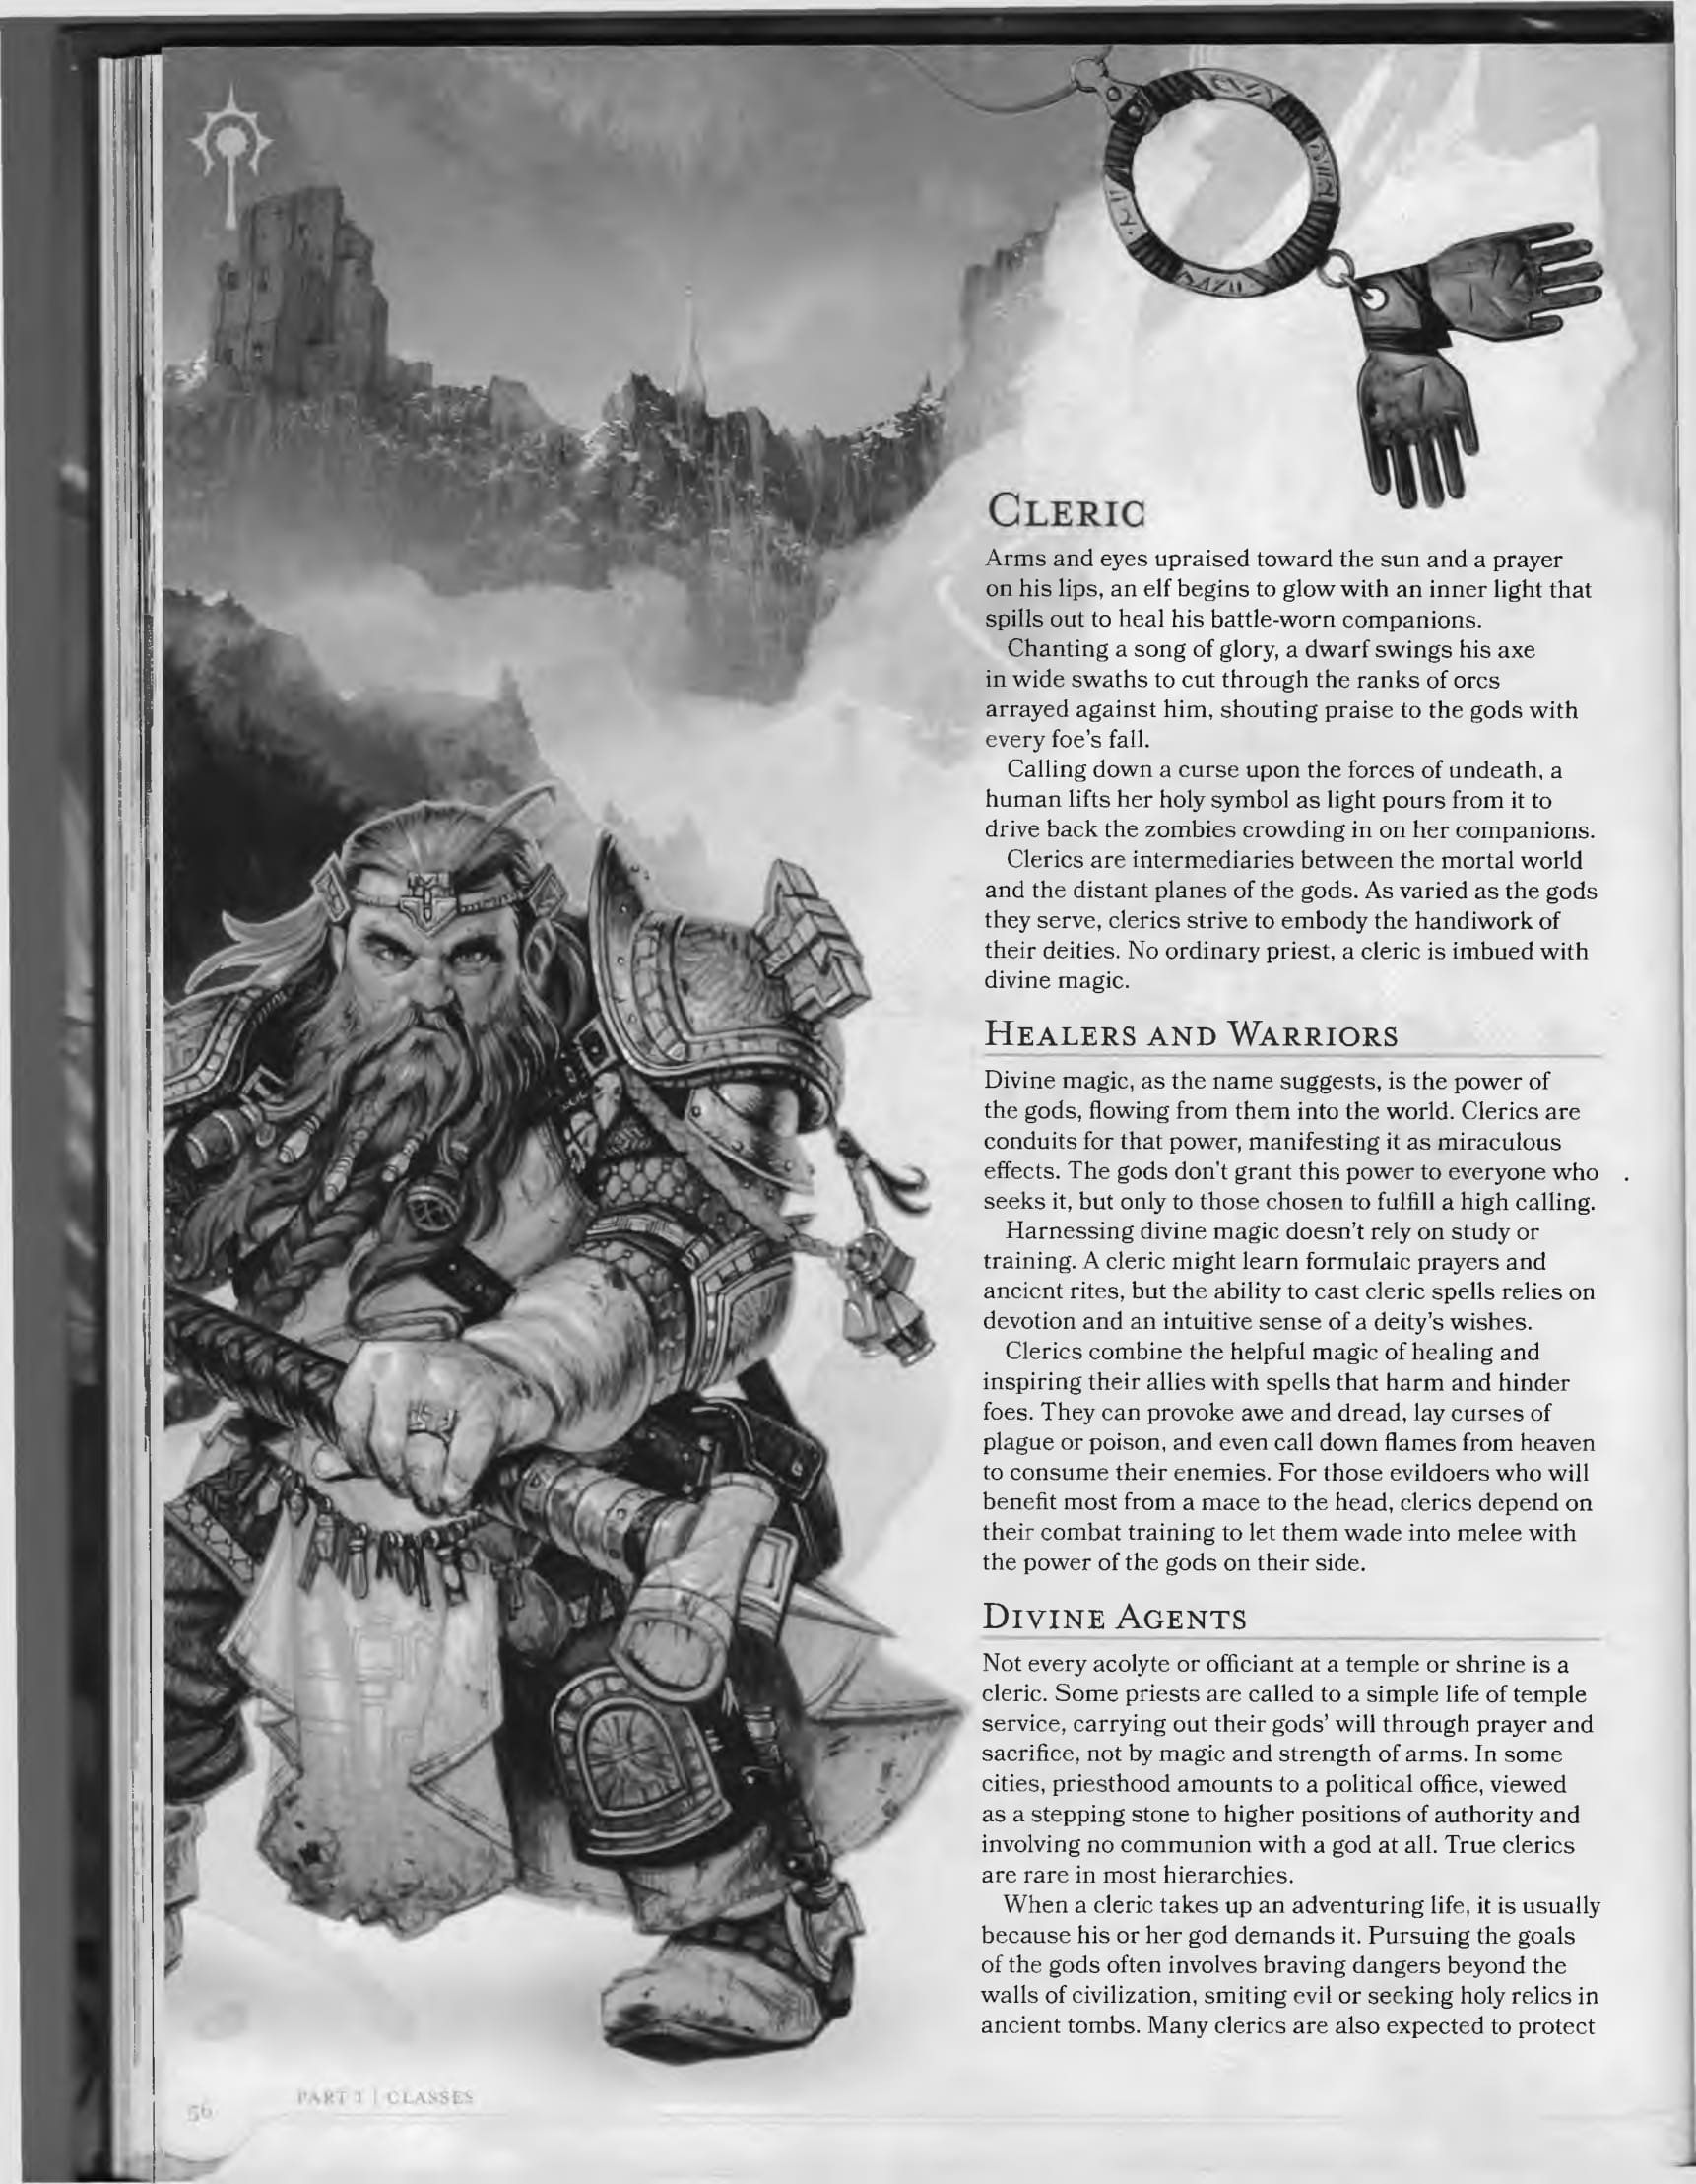 CLERIC
Arms and eyes upraised toward the sun and a prayer
on his lips, an elf begins to glow with an inner light that
spills out to heal his battle-worn companions.
Chanting a song of glory, a dwarf swings his axe
in wide swaths to cut through the ranks of orcs
arrayed against him, shouting praise to the gods with
every foe's fall.
Calling down a curse upon the forces of undeath, a
human lifts her holy symbol as light pours from it to
drive back the zombies crowding in on her companions.
Clerics are intermediaries between the mortal world
and the distant planes of the gods. As varied as the gods
they serve, clerics strive to embody the handiwork of
their deities. No ordinary priest, a cleric is imbued with
divine magic.
HEALERS AND WARRIORS
Divine magic, as the name suggests, is the power of
the gods, flowing from them into the world. Clerics are
conduits for that power, manifesting it as miraculous
effects. The gods don't grant this power to everyone who
seeks it, but only to those chosen to fulfill a high calling.
Harnessing divine magic doesn't rely on study or
training. A cleric might learn formulaic prayers and
ancient rites, but the ability to cast cleric spells relies on
devotion and an intuitive sense of a deity's wishes.
Clerics combine the helpful magic of healing and
inspiring their allies with spells that harm and hinder
foes. They can provoke awe and dread, lay curses of
plague or poison, and even call down flames from heaven
to consume their enemies. For those evildoers who will
benefit most from a mace to the head, clerics depend on
their combat training to let them wade into melee with
the power of the gods on their side.
DIVINE AGENTS
Not every acolyte or officiant at a temple or shrine is a
cleric. Some priests are called to a simple life of temple
service, carrying out their gods' will through prayer and
sacrifice, not by magic and strength of arms. In some
cities, priesthood amounts to a political office, viewed
as a stepping stone to higher positions of authority and
involving no communion with a god at all. True clerics
are rare in most hierarchies.
When a cleric takes up an adventuring life, it is usually
because his or her god demands it. Pursuing the goals
of the gods often involves braving dangers beyond the
walls of civilization, smiting evil or seeking holy relics in
ancient tombs. Many clerics are also expected to protect
56
PART 1 | CLASSES